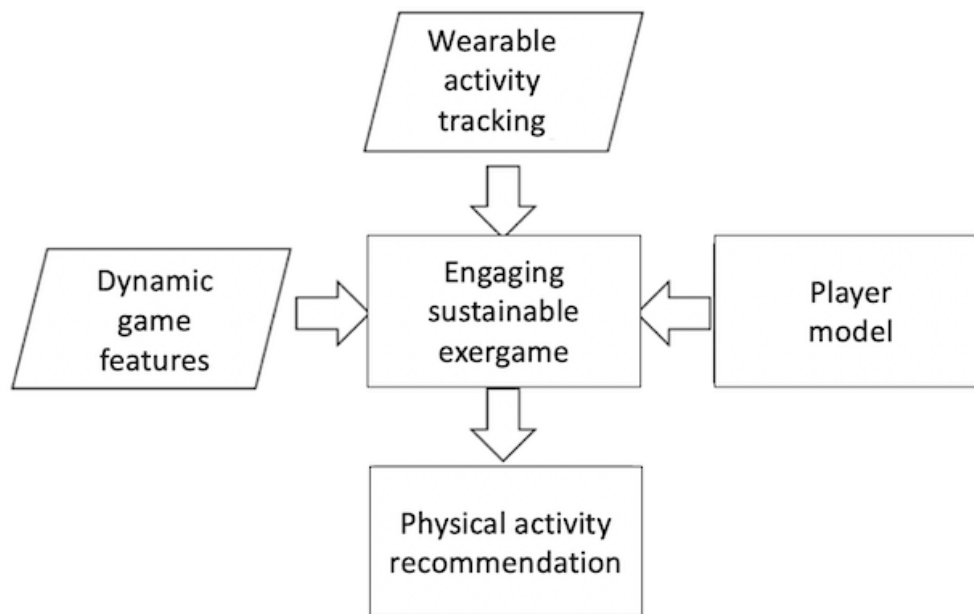 Wearable
activity
tracking
Dynamic
game
features
Engaging
sustainable
exergame
Player
model
Physical activity
recommendation